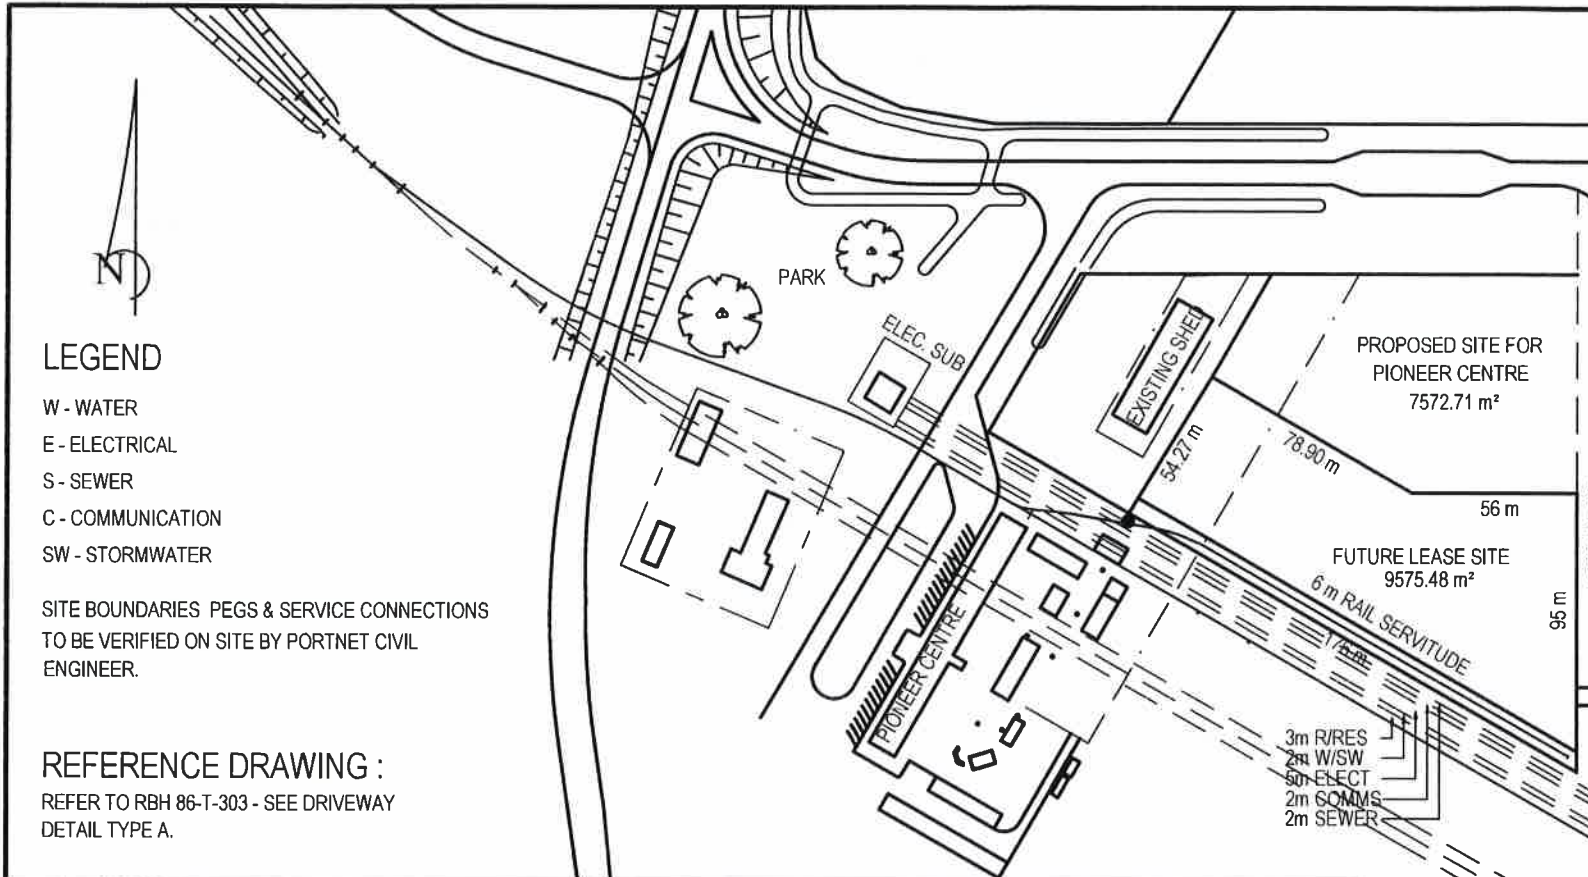 N
LEGEND
W - WATER
E - ELECTRICAL
S - SEWER
C - COMMUNICATION
SW - STORMWATER
SITE BOUNDARIES PEGS & SERVICE CONNECTIONS
TO BE VERIFIED ON SITE BY PORTNET CIVIL
ENGINEER.
REFERENCE DRAWING :
REFER TO RBH 86-T-303 - SEE DRIVEWAY
DETAIL TYPE A.
PARK
ELEC. SUB
EXISTING SHED
PROPOSED SITE FOR
PIONEER CENTRE
7572.71 m²
54.27 m
78.90 m
56 m
FUTURE LEASE SITE
9575.48 m²
95 m
6 m RAIL SERVITUDE
PIONEER CENTRE
3m R/RES
2m W/SW
5m ELECT
2m COMMS
2m SEWER